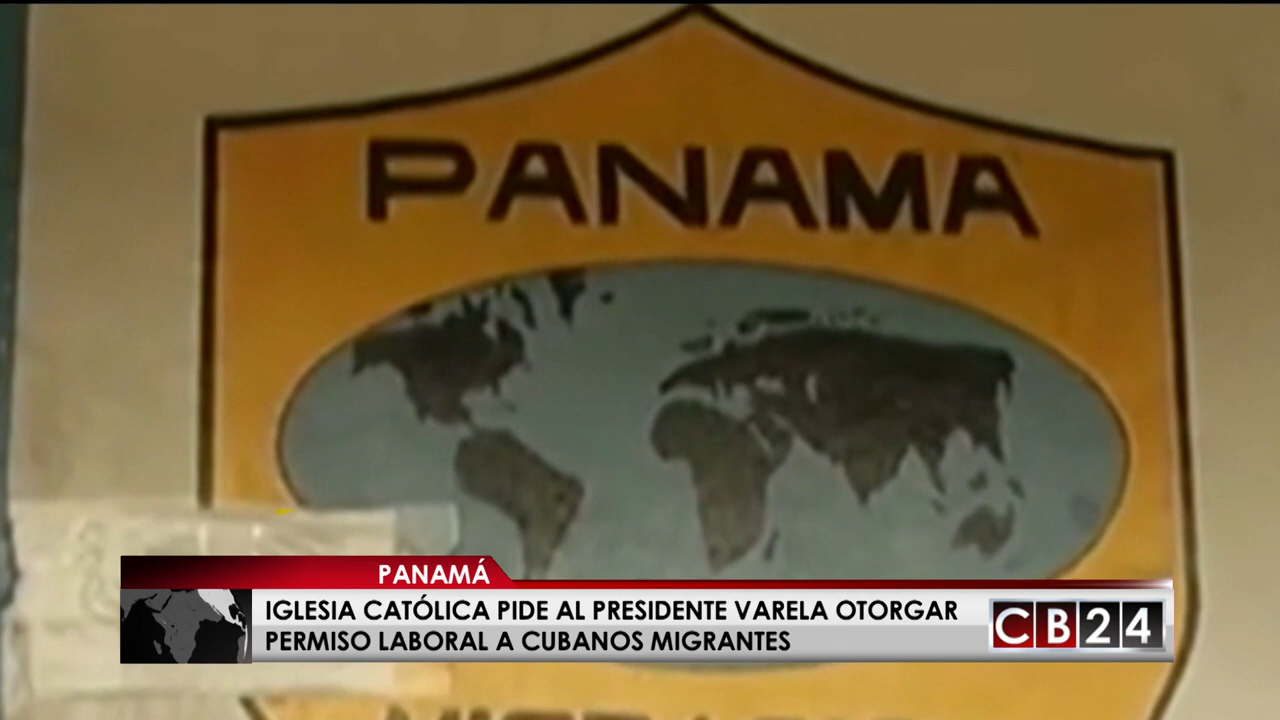 PANAMA
PANAMÁ
IGLESIA CATÓLICA PIDE AL PRESIDENTE VARELA OTORGAR
PERMISO LABORAL A CUBANOS MIGRANTES
CB24